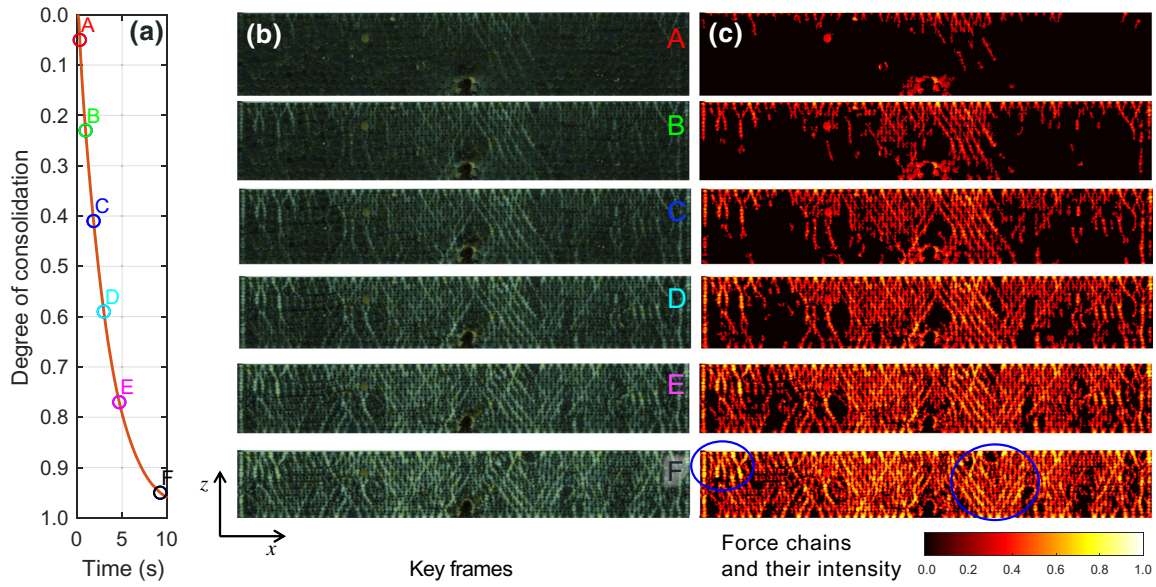 (a)
Degree of consolidation
0.0
0.1
0.2
0.3
0.4
0.5
0.6
0.7
0.8
0.9
1.0
A
B
C
D
E
F
0
5
10
Time (s)
(b)
A
B
C
D
E
F
z
x
Key frames
(c)
Force chains
and their intensity
0.0 0.2 0.4 0.6 0.8 1.0